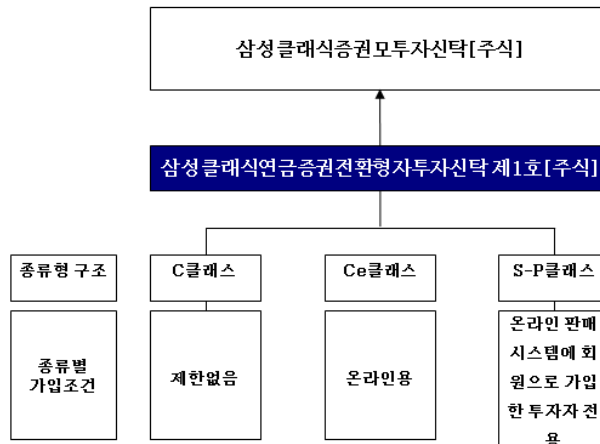 삼성클래식증권모투자신탁[주식]
삼성클래식연금증권전환형자투자신탁 제1호[주식]
종류형 구조
C클래스
Ce클래스
S-P클래스
종류별
가입조건
제한없음
온라인용
온라인 판매
시스템에 회
원으로 가입
한 투자자 전
용